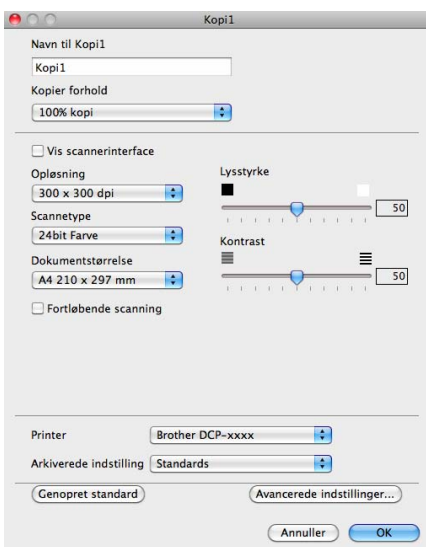 Kopi1
Navn til Kopi1
Kopi1
Kopier forhold
100% kopi
Vis scannerinterface
Opløsning
300 x 300 dpi
Scannetype
24bit Farve
Dokumentstørrelse
A4 210 x 297 mm
Fortløbende scanning
Lysstyrke
50
Kontrast
50
Printer Brother DCP-xxxx
Arkiverede indstilling Standards
Genopret standard Avancerede indstillinger...
Annuller OK